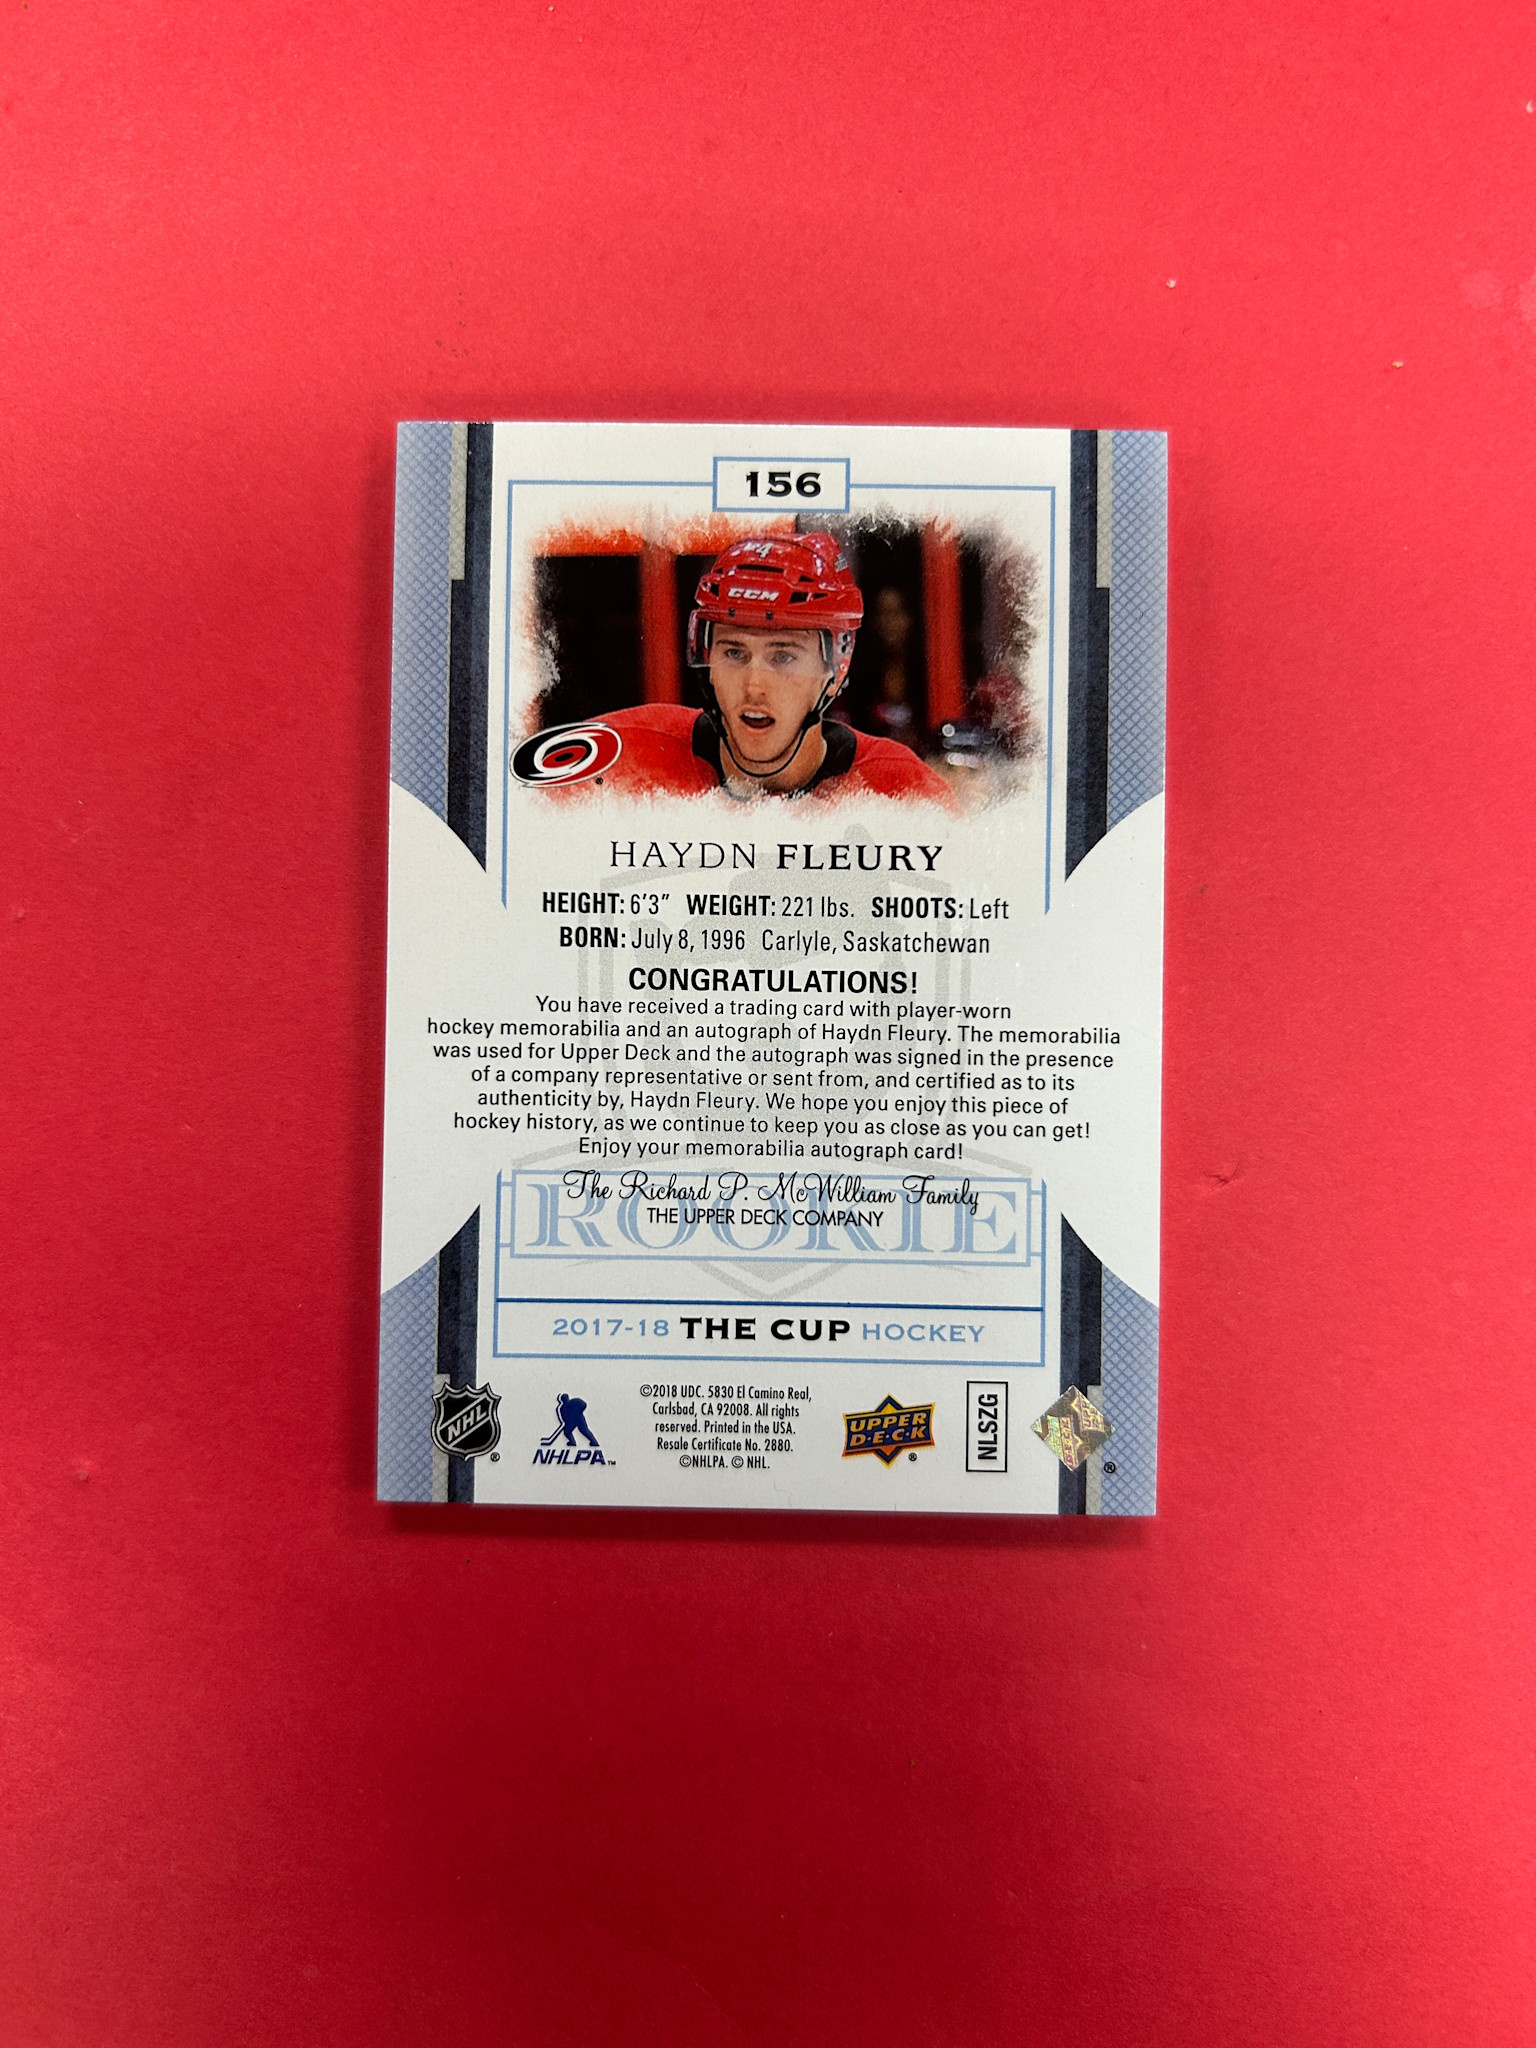 156
4
CCM
HAYDN FLEURY
HEIGHT: 6'3" WEIGHT: 221 lbs. SHOOTS: Left
BORN: July 8, 1996 Carlyle, Saskatchewan
CONGRATULATIONS!
You have received a trading card with player-worn
hockey memorabilia and an autograph of Haydn Fleury. The memorabilia
was used for Upper Deck and the autograph was signed in the presence
of a company representative or sent from, and certified as to its
authenticity by, Haydn Fleury. We hope you enjoy this piece of
hockey history, as we continue to keep you as close as you can get!
Enjoy your memorabilia autograph card!
The Richard P. McWilliam Family
THE UPPER DECK COMPANY
ROOKIE
2017-18 THE CUP HOCKEY
NHL ®
NHLPA™
©2018 UDC. 5830 El Camino Real,
Carlsbad, CA 92008. All rights
reserved. Printed in the USA.
Resale Certificate No. 2880.
©NHLPA. © NHL.
UPPER
D·E·C·K ®
NLSZG
®